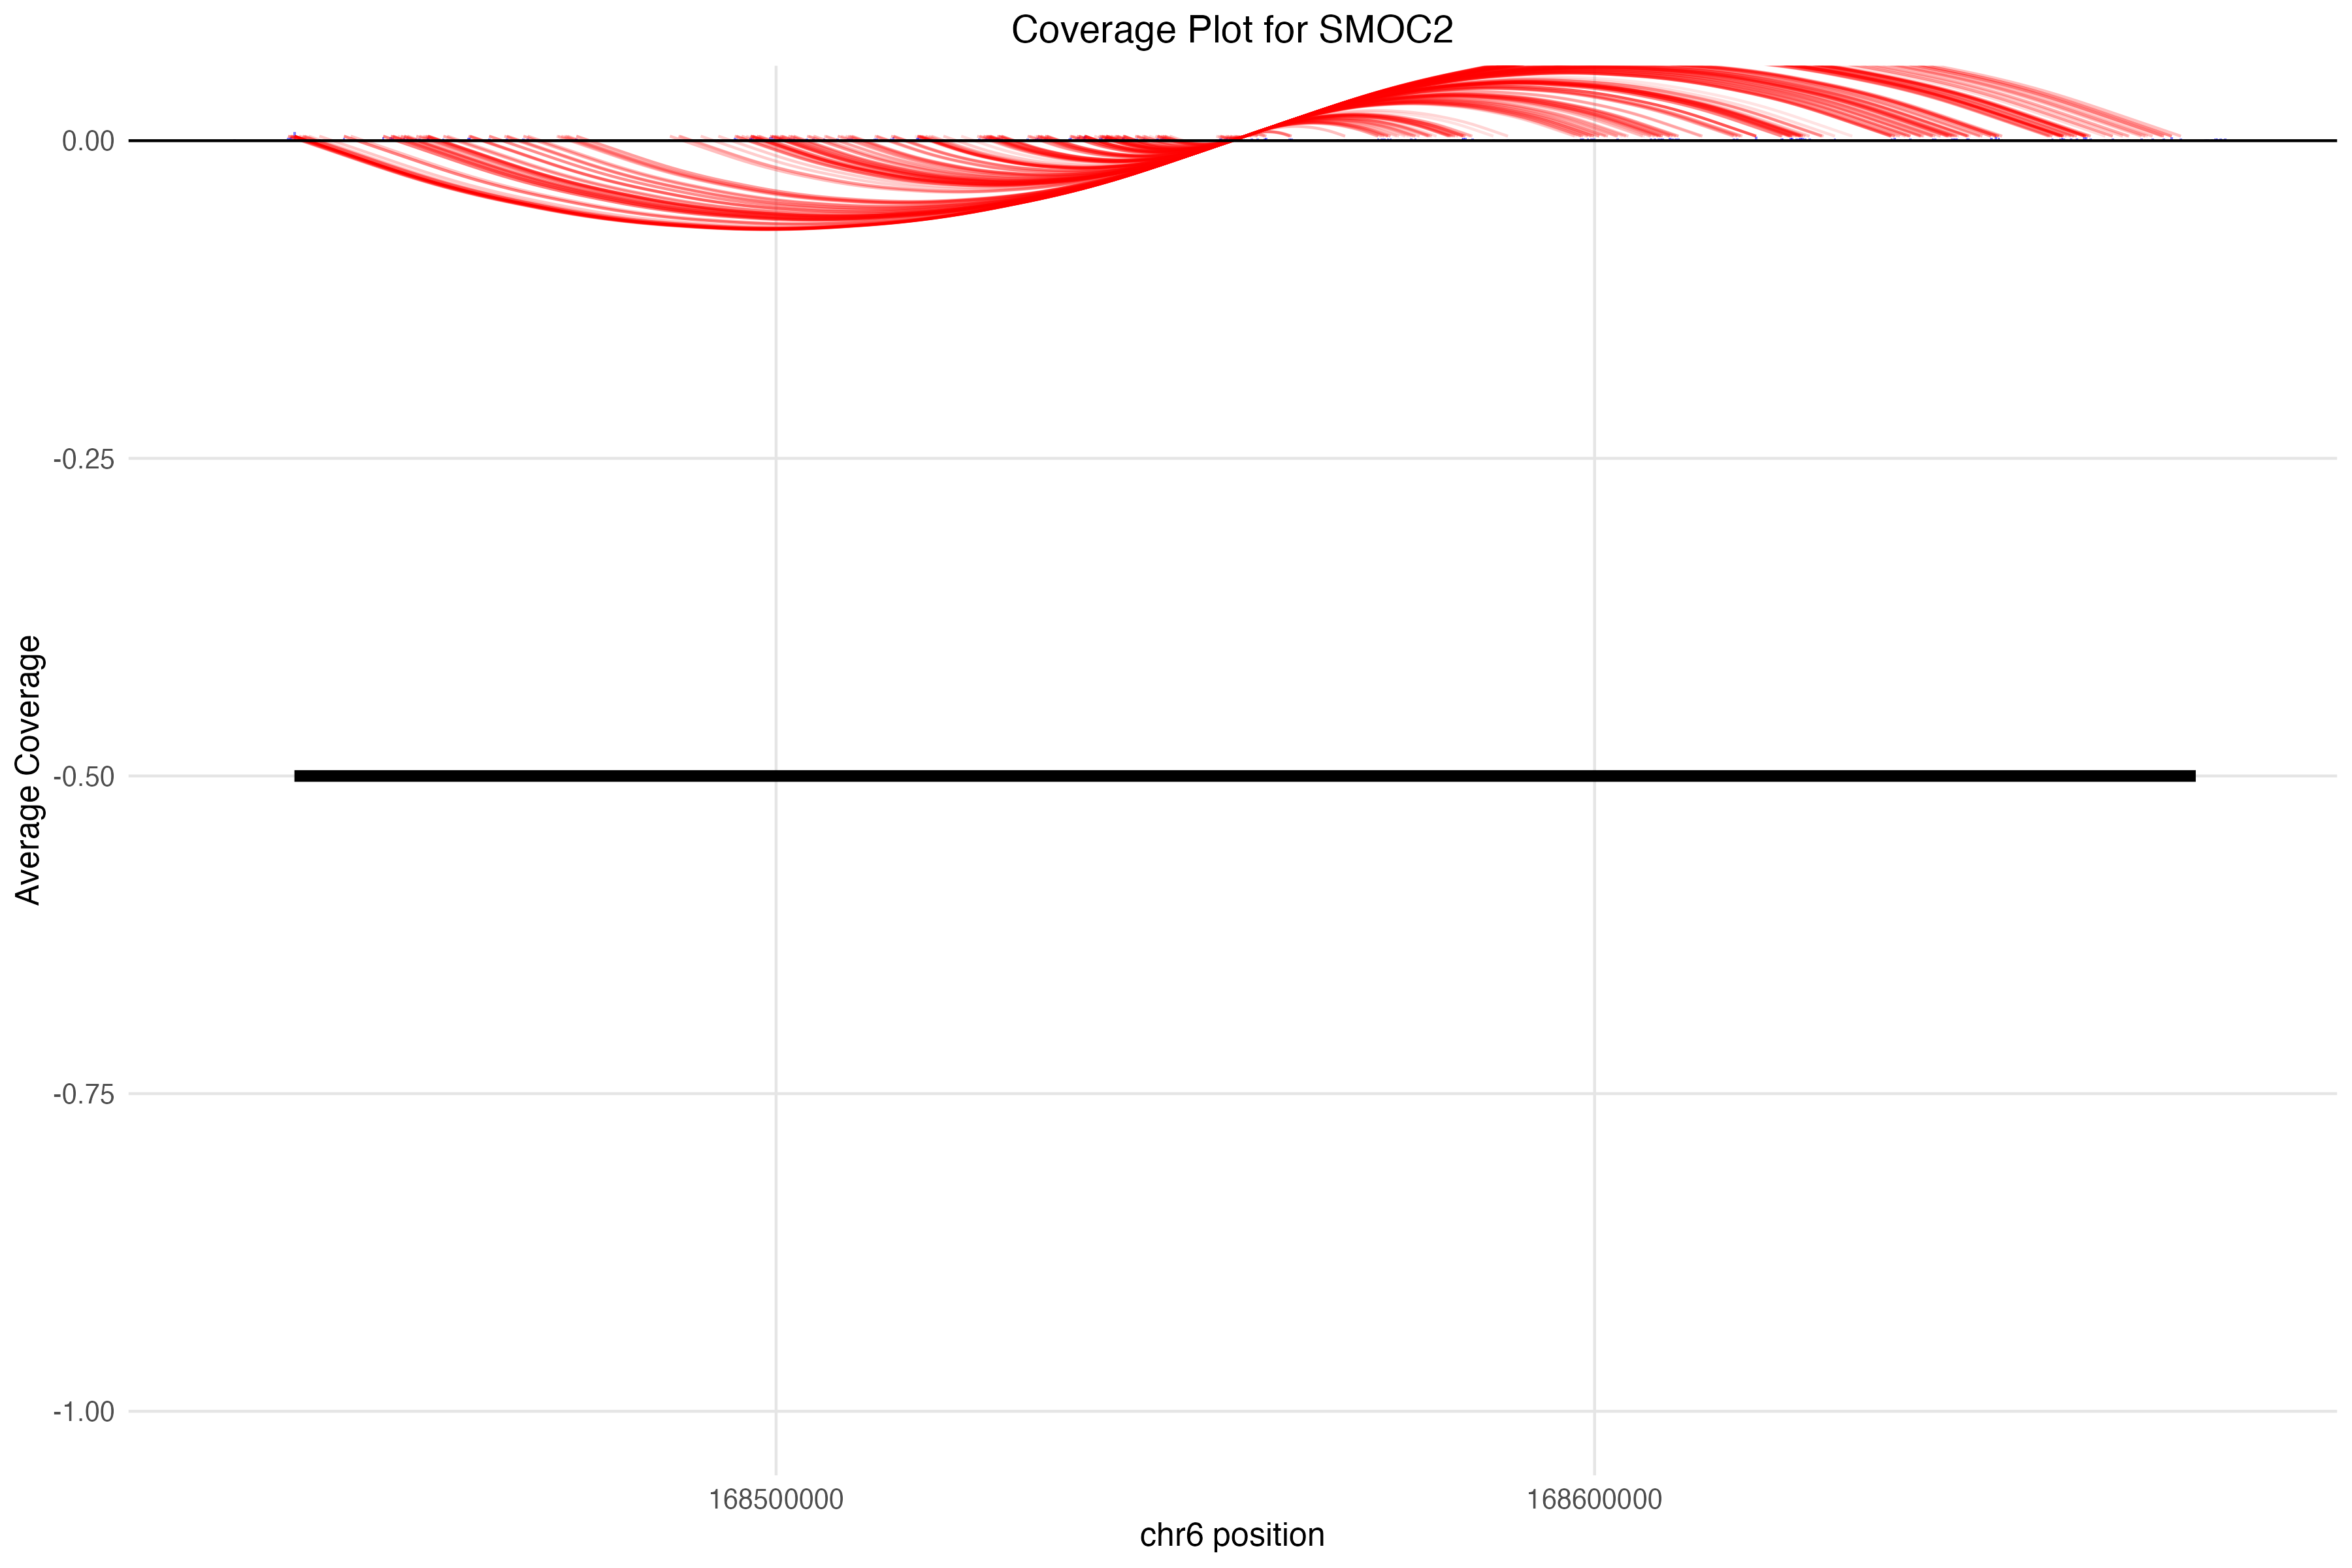 Coverage Plot for SMOC2
0.00
-0.25
-0.50
-0.75
-1.00
Average Coverage
168500000
168600000
chr6 position